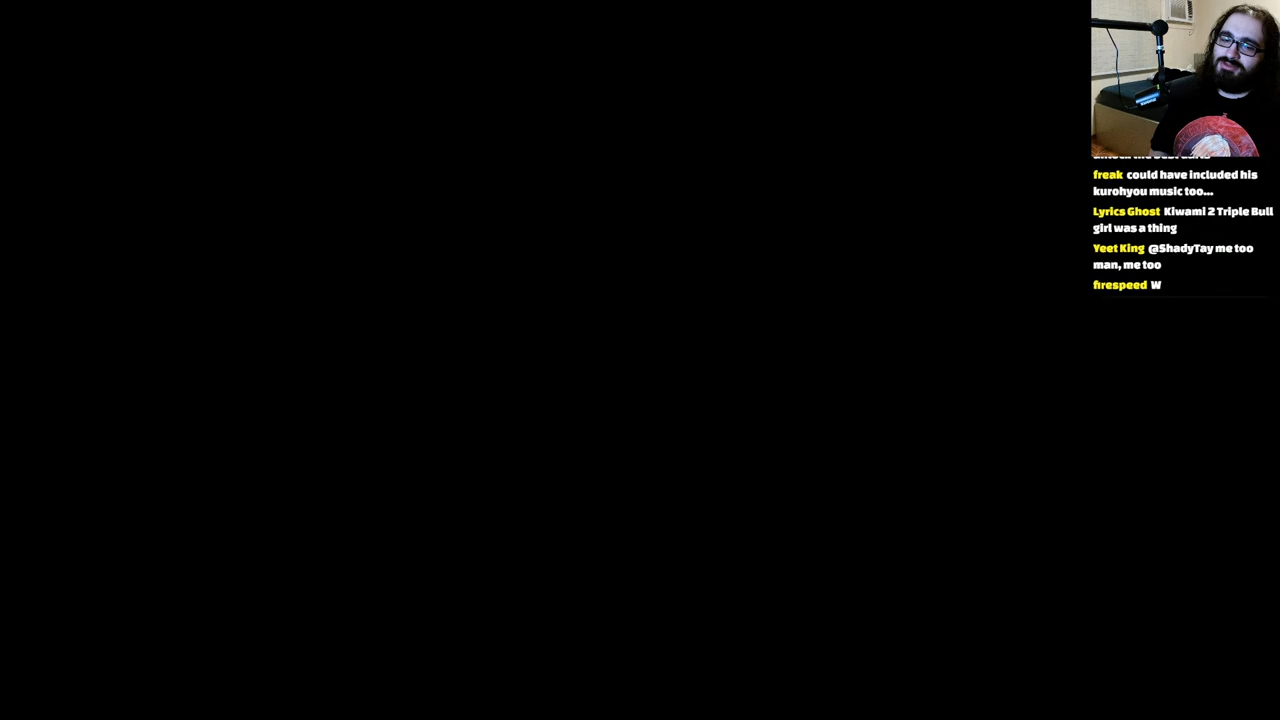 freak could have included his
kurohyou music too...
Lyrics Ghost Kiwami 2 Triple Bull
girl was a thing
Yeet King @ShadyTay me too
man, me too
firespeed W